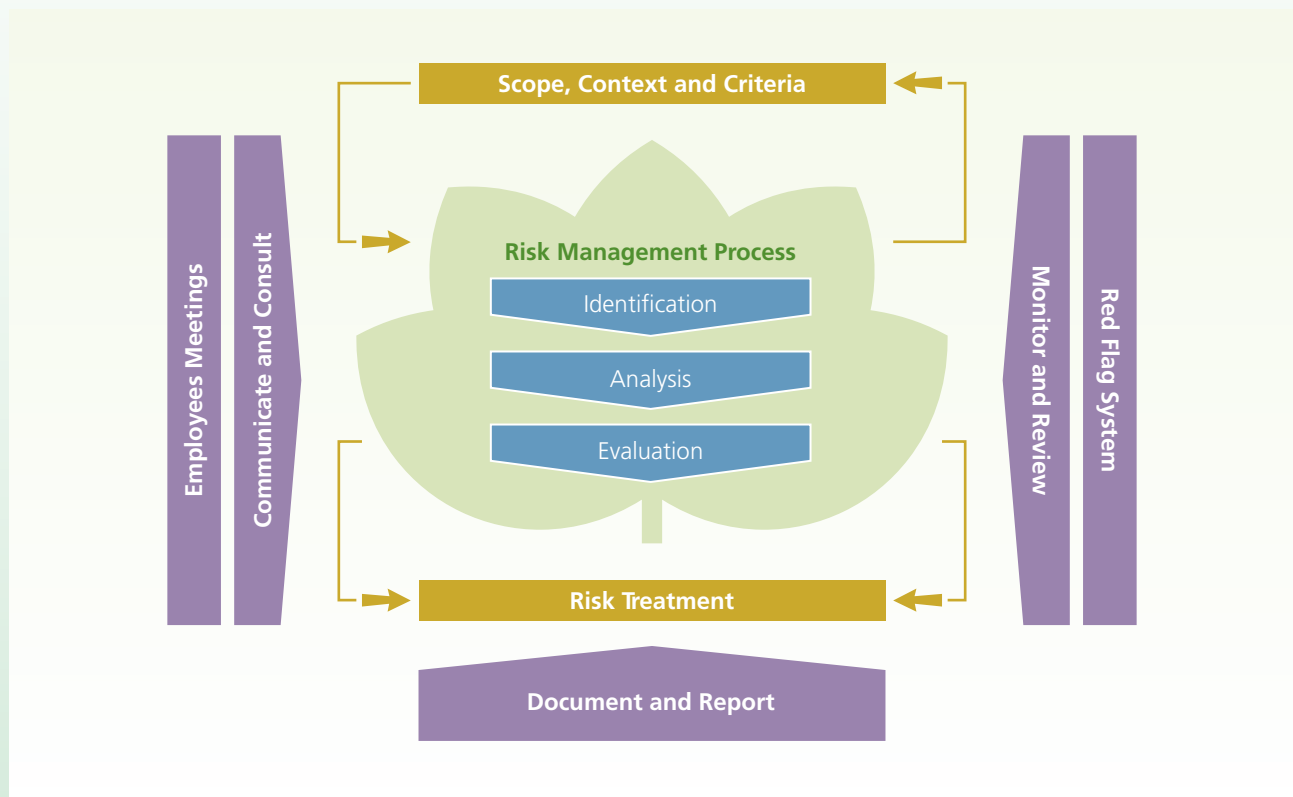 Scope, Context and Criteria
Employees Meetings
Communicate and Consult
Risk Management Process
Identification
Analysis
Evaluation
Monitor and Review
Red Flag System
Risk Treatment
Document and Report